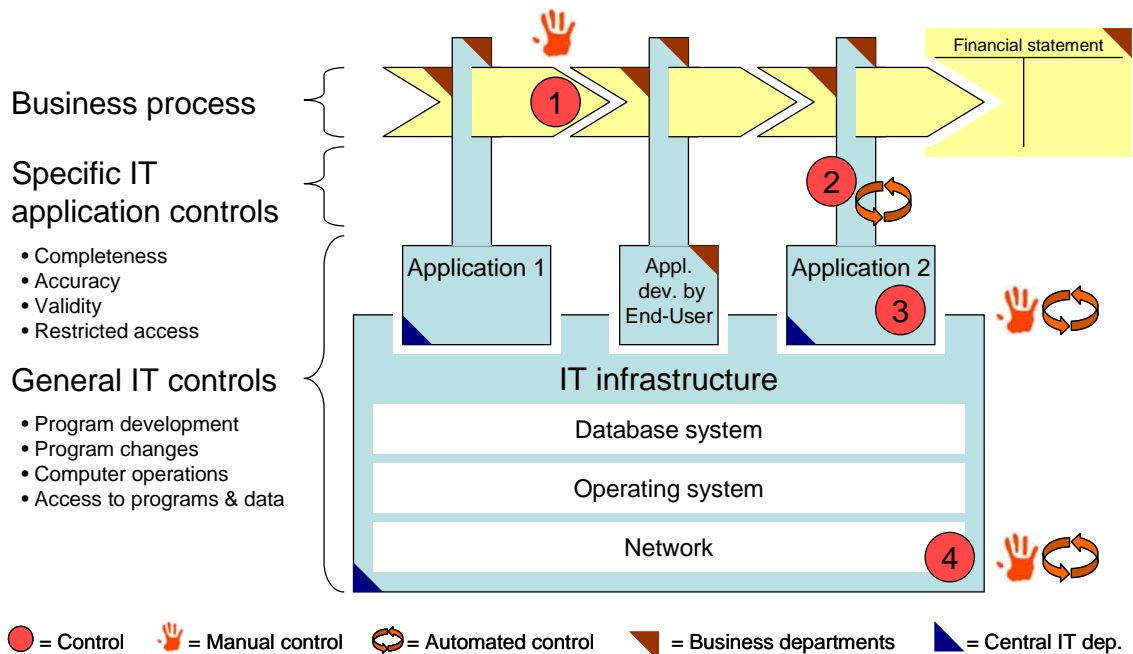 Financial statement
Business process
1
Specific IT
application controls
2
• Completeness
• Accuracy
• Validity
• Restricted access
Application 1
Appl.
dev. by
End-User
Application 2
3
General IT controls
• Program development
• Program changes
• Computer operations
• Access to programs & data
IT infrastructure
Database system
Operating system
Network
4
= Control
= Manual control
= Automated control
= Business departments
= Central IT dep.